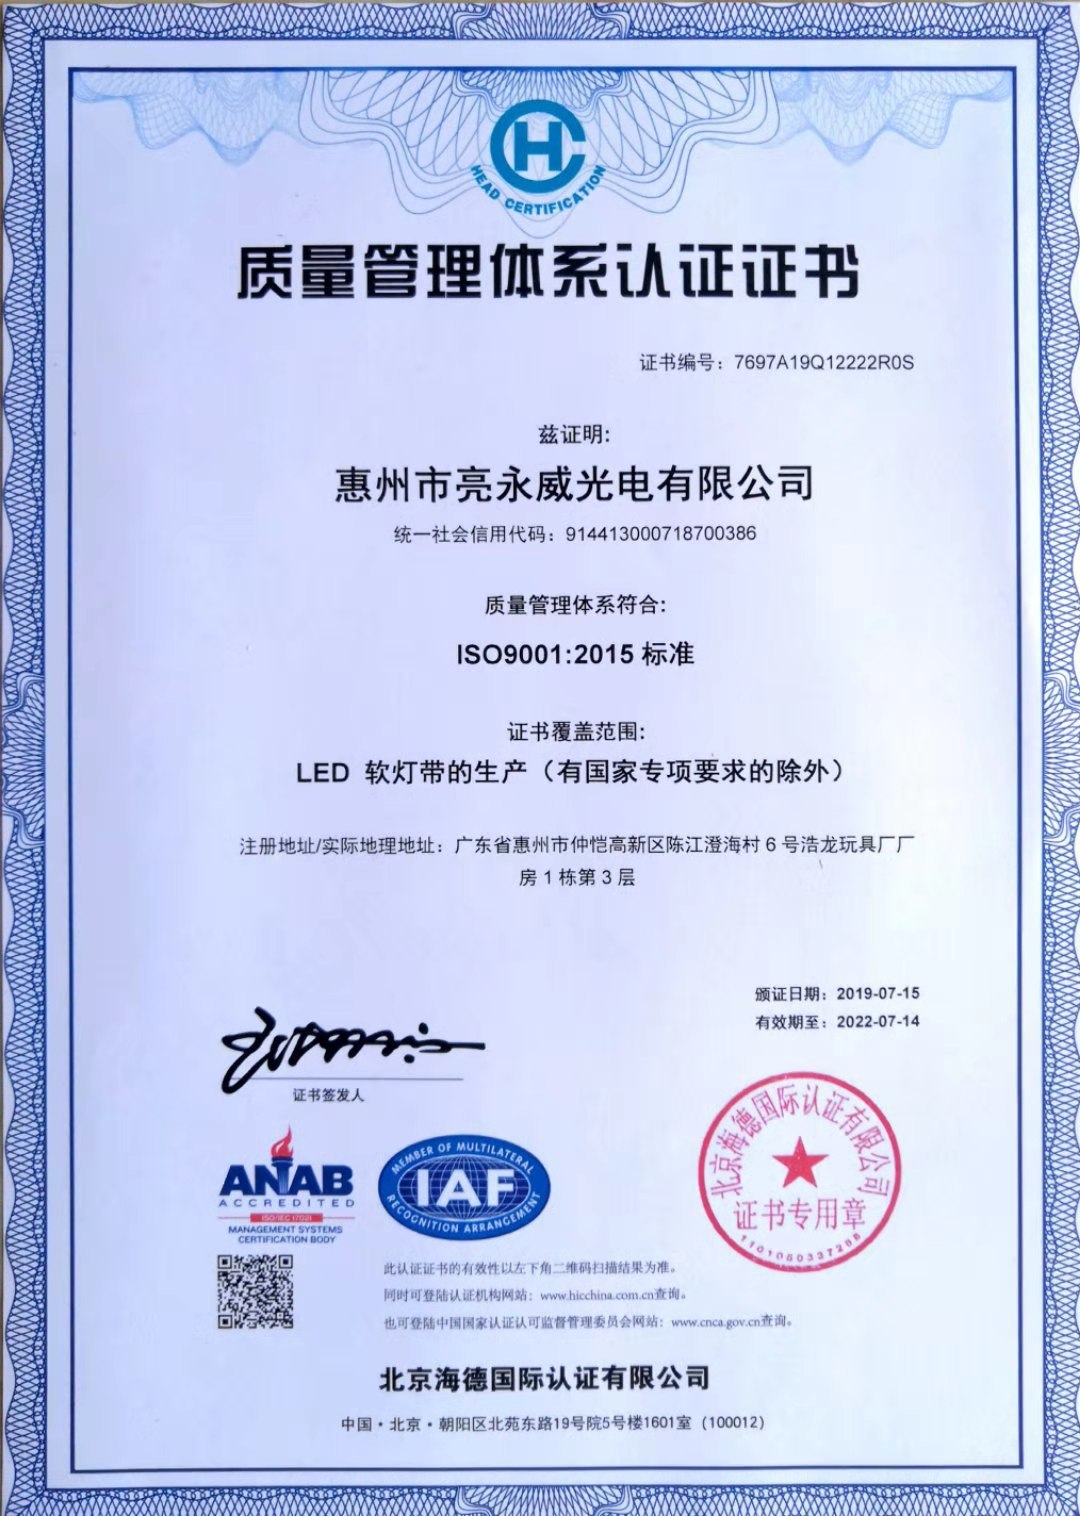 HEAD CERTIFICATION
质量管理体系认证证书
证书编号：7697A19Q12222R0S
兹证明:
惠州市亮永威光电有限公司
统一社会信用代码：914413000718700386
质量管理体系符合:
ISO9001:2015 标准
证书覆盖范围:
LED 软灯带的生产（有国家专项要求的除外）
注册地址/实际地理地址：广东省惠州市仲恺高新区陈江澄海村 6 号浩龙玩具厂厂
房 1 栋第 3 层
颁证日期：2019-07-15
有效期至：2022-07-14
证书签发人
北京海德国际认证有限公司
证书专用章
1101050337288
ANAB
ACCREDITED
ISO/IEC 17021
MANAGEMENT SYSTEMS
CERTIFICATION BODY
MEMBER OF MULTILATERAL
IAF
RECOGNITION ARRANGEMENT
此认证证书的有效性以左下角二维码扫描结果为准。
同时可登陆认证机构网站：www.hicchina.com.cn查询。
也可登陆中国国家认证认可监督管理委员会网站：www.cnca.gov.cn查询。
北京海德国际认证有限公司
中国·北京·朝阳区北苑东路19号院5号楼1601室（100012）